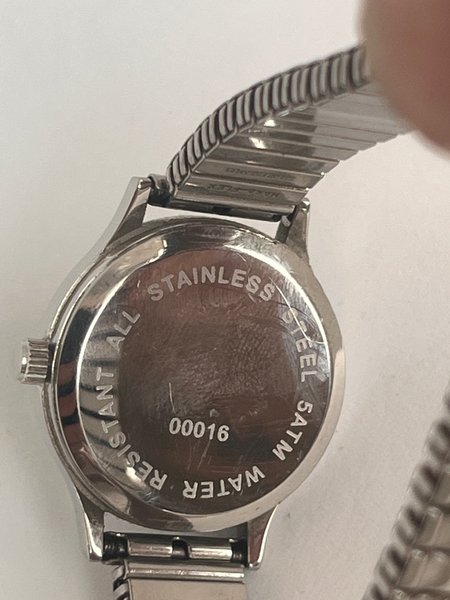 ALL STAINLESS STEEL 5ATM WATER RESISTANT
00016